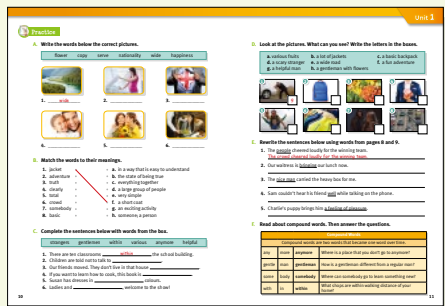 Unit 1
Practice
A. Write the words below the correct pictures.
flower copy serve nationality wide happiness
1. wide
2.
3.
4.
5.
6.
B. Match the words to their meanings.
1. jacket a. in a way that is easy to understand
2. adventure b. the state of being true
3. truth c. everything together
4. clearly d. a large group of people
5. total e. very simple
6. crowd f. a short coat
7. somebody g. an exciting activity
8. basic h. someone; a person
C. Complete the sentences below with words from the box.
strangers gentlemen within various anymore helpful
1. There are ten classrooms within the school building.
2. Children are told not to talk to
3. Our friends moved. They don't live in that house
4. If you want to learn how to cook, this book is
5. Susan has dresses in colours.
6. Ladies and , welcome to the show!
10
D. Look at the pictures. What can you see? Write the letters in the boxes.
a. various fruits b. a lot of jackets c. a basic backpack
d. a scary stranger e. a wide road f. a fun adventure
g. a helpful man h. a gentleman with flowers
E. Rewrite the sentences below using words from pages 8 and 9.
1. The people cheered loudly for the winning team.
The crowd cheered loudly for the winning team.
2. Our waitress is bringing our lunch now.
3. The nice man carried the heavy box for me.
4. Sam couldn't hear his friend well while talking on the phone.
5. Charlie's puppy brings him a feeling of pleasure.
F. Read about compound words. Then answer the questions.
Compound Words
Compound words are two words that became one word over time.
any more anymore Where is a place that you don't go to anymore?
gentle man gentleman How is a gentleman different from a regular man?
some body somebody Where can somebody go to learn something new?
with in within What shops are within walking distance of your home?
11